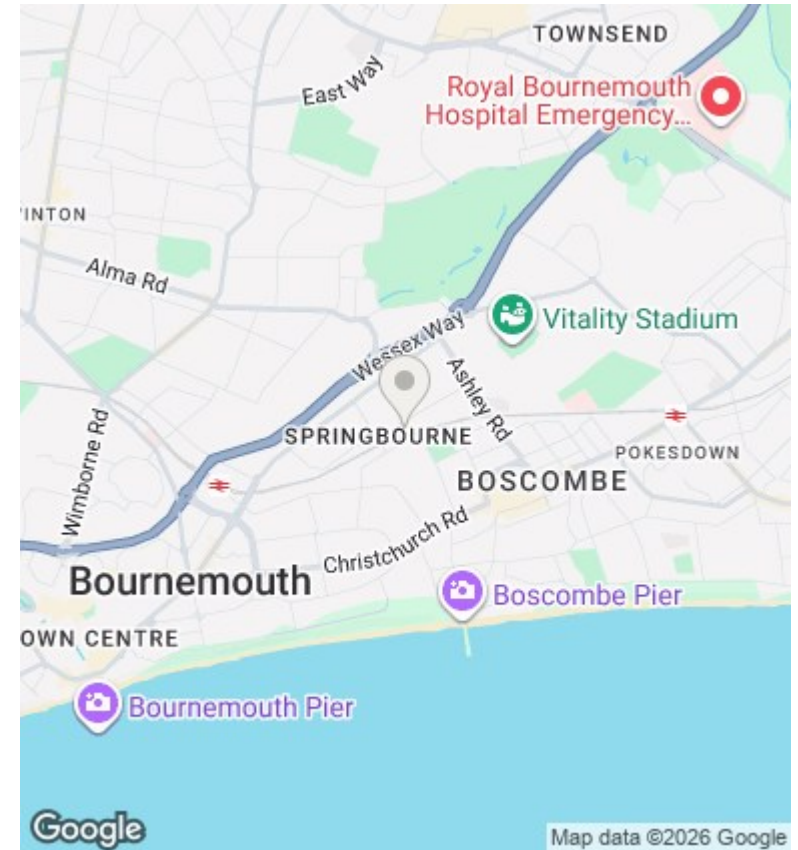 TOWNSEND
East Way
Royal Bournemouth
Hospital Emergency...
INTON
Alma Rd
Wessex Way
Vitality Stadium
Ashley Rd
SPRINGBOURNE
POKESDOWN
Wimborne Rd
BOSCOMBE
Christchurch Rd
Bournemouth
Boscombe Pier
OWN CENTRE
Bournemouth Pier
Google
Map data ©2026 Google